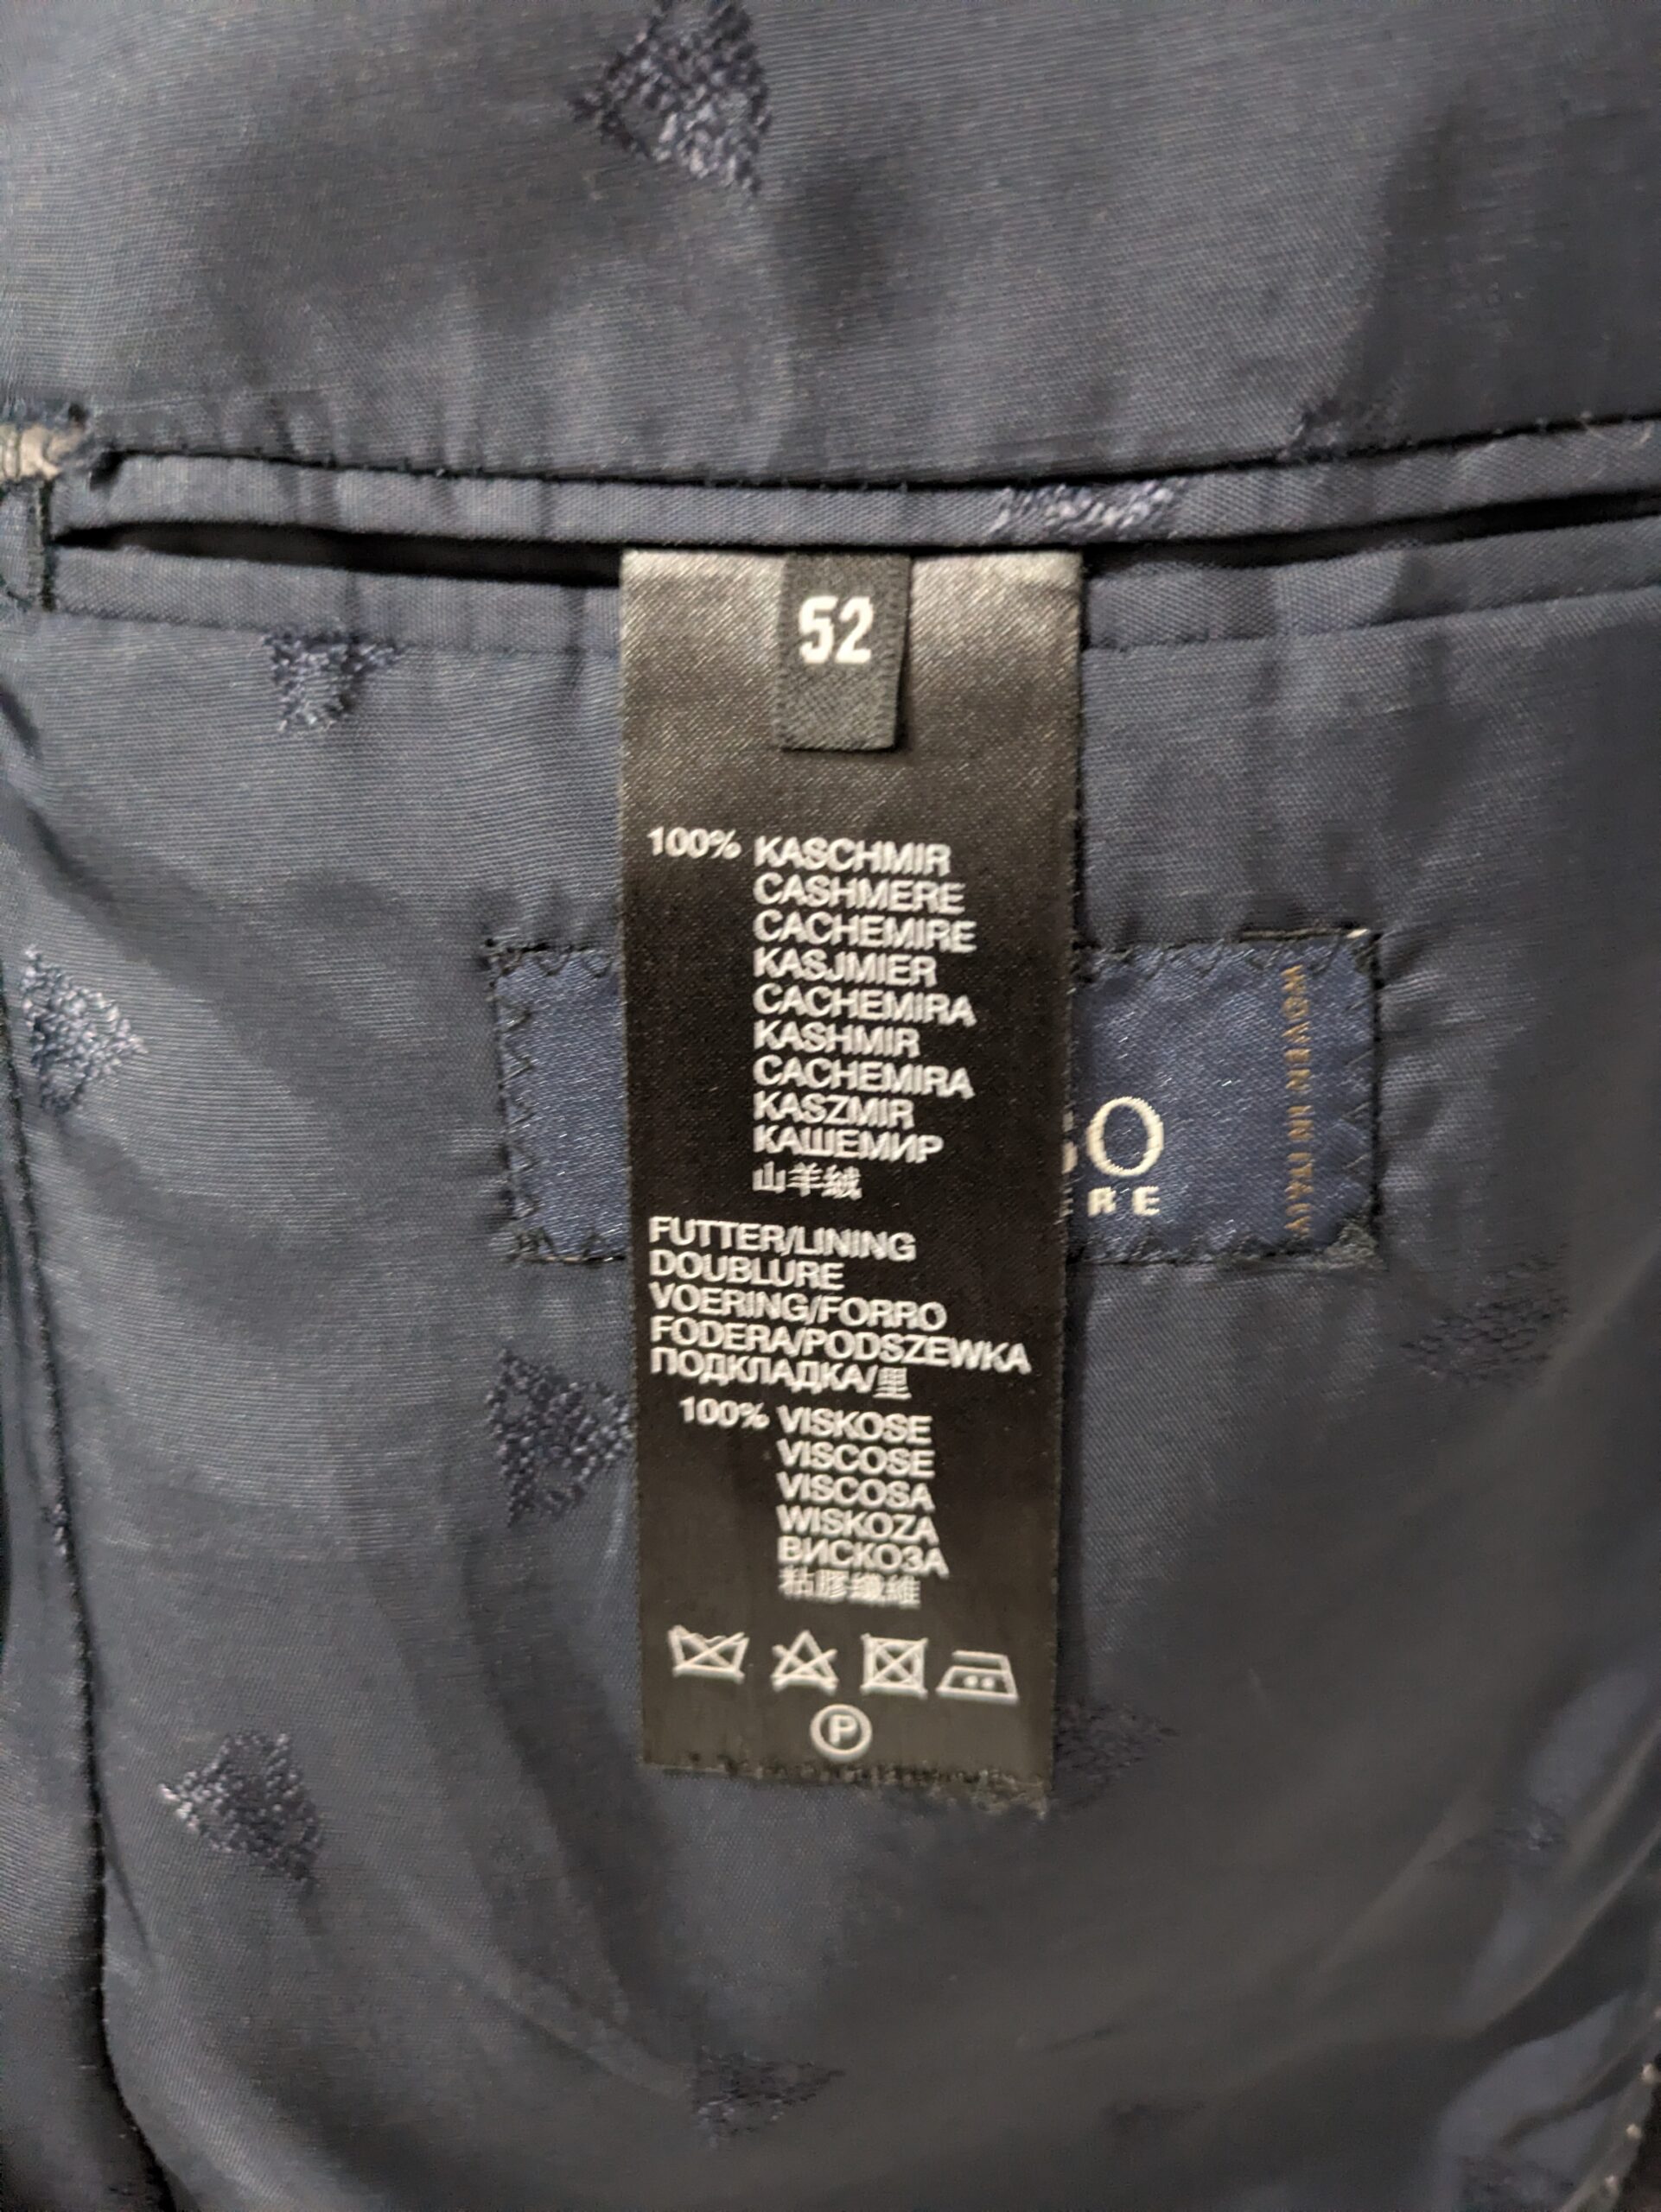 52
100% KASCHMIR
CASHMERE
CACHEMIRE
KASJMIER
CACHEMIRA
KASHMIR
CACHEMIRA
KASZMIR
КАШЕМИР
山羊絨
FUTTER/LINING
DOUBLURE
VOERING/FORRO
FODERA/PODSZEWKA
ПОДКЛАДКА/里
100% VISKOSE
VISCOSE
VISCOSA
WISKOZA
ВИСКОЗА
粘膠纖維
P
WOVEN IN ITALY